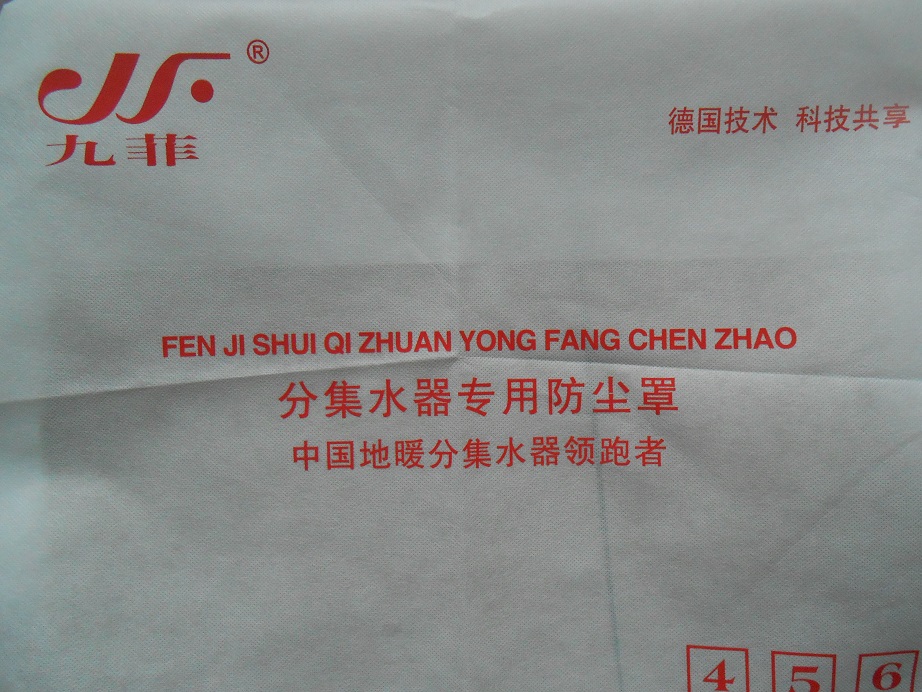 ®
九菲
德国技术 科技共享
FEN JI SHUI QI ZHUAN YONG FANG CHEN ZHAO
分集水器专用防尘罩
中国地暖分集水器领跑者
4 5 6